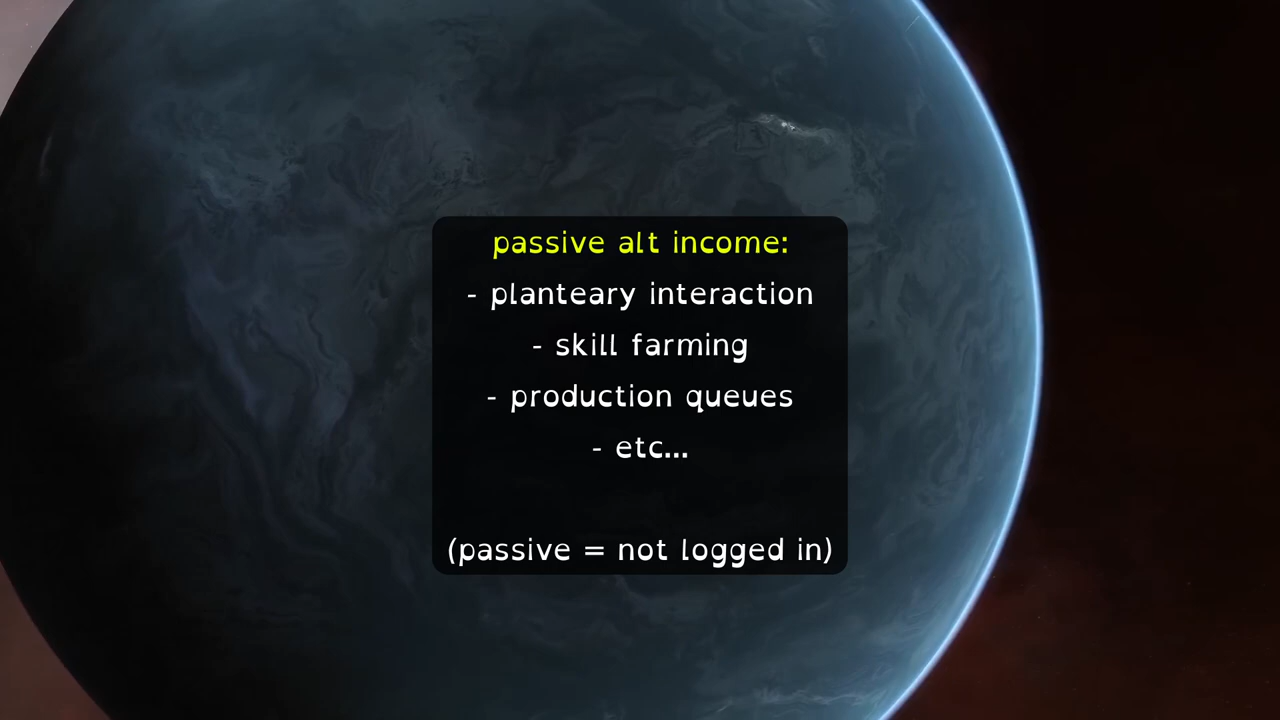 passive alt income:
- planteary interaction
- skill farming
- production queues
- etc...
(passive = not logged in)